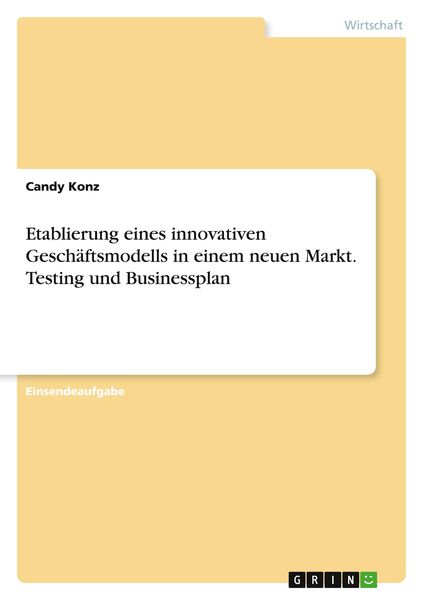 Wirtschaft
Candy Konz
Etablierung eines innovativen
Geschäftsmodells in einem neuen Markt.
Testing und Businessplan
Einsendeaufgabe
GRIN